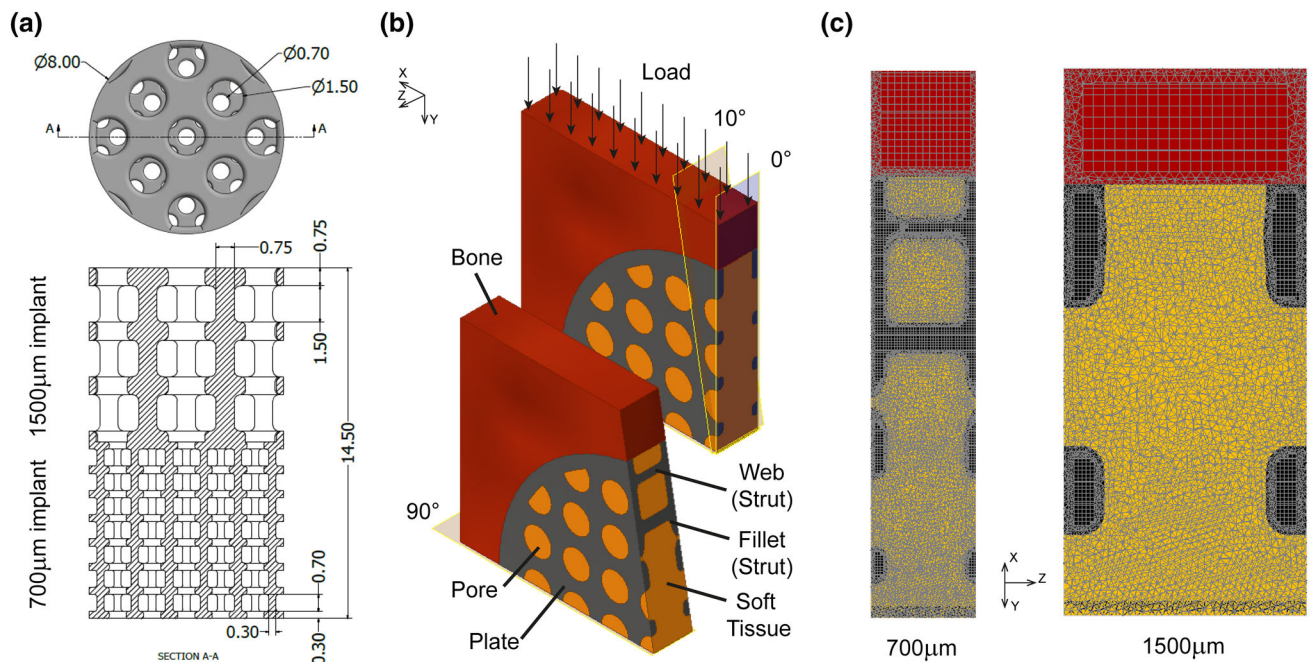 (a)
Ø8.00
Ø0.70
Ø1.50
A
A
0.75
0.75
1.50
14.50
0.70
0.30
0.30
1500µm implant
700µm implant
SECTION A-A
(b)
X
Z
Y
Load
10°
0°
Bone
90°
Web
(Strut)
Fillet
(Strut)
Pore
Plate
Soft
Tissue
(c)
X
Z
Y
700µm
1500µm